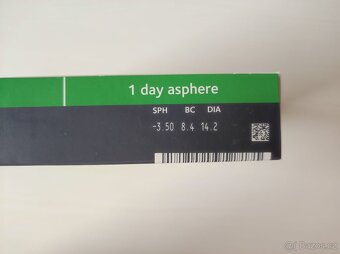 1 day asphere
SPH BC DIA
-3.50 8.4 14.2